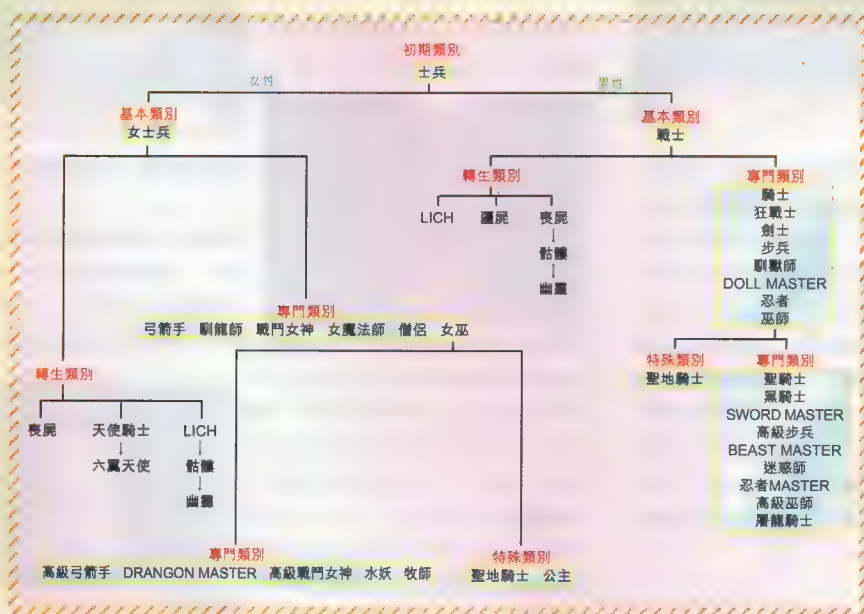 初期類別
士兵
女性
男性
基本類別
女士兵
基本類別
戰士
轉生類別
LICH 疆屍 喪屍
骷髏
幽靈
專門類別
騎士
狂戰士
劍士
步兵
馴獸師
DOLL MASTER
忍者
巫師
專門類別
弓箭手 馴龍師 戰鬥女神 女魔法師 僧侶 女巫
特殊類別
聖地騎士
專門類別
聖騎士
黑騎士
SWORD MASTER
高級步兵
BEAST MASTER
迷惑師
忍者MASTER
高級巫師
屠龍騎士
轉生類別
喪屍 天使騎士 LICH
六翼天使 骷髏
幽靈
專門類別
高級弓箭手 DRANGON MASTER 高級戰鬥女神 水妖 牧師
特殊類別
聖地騎士 公主